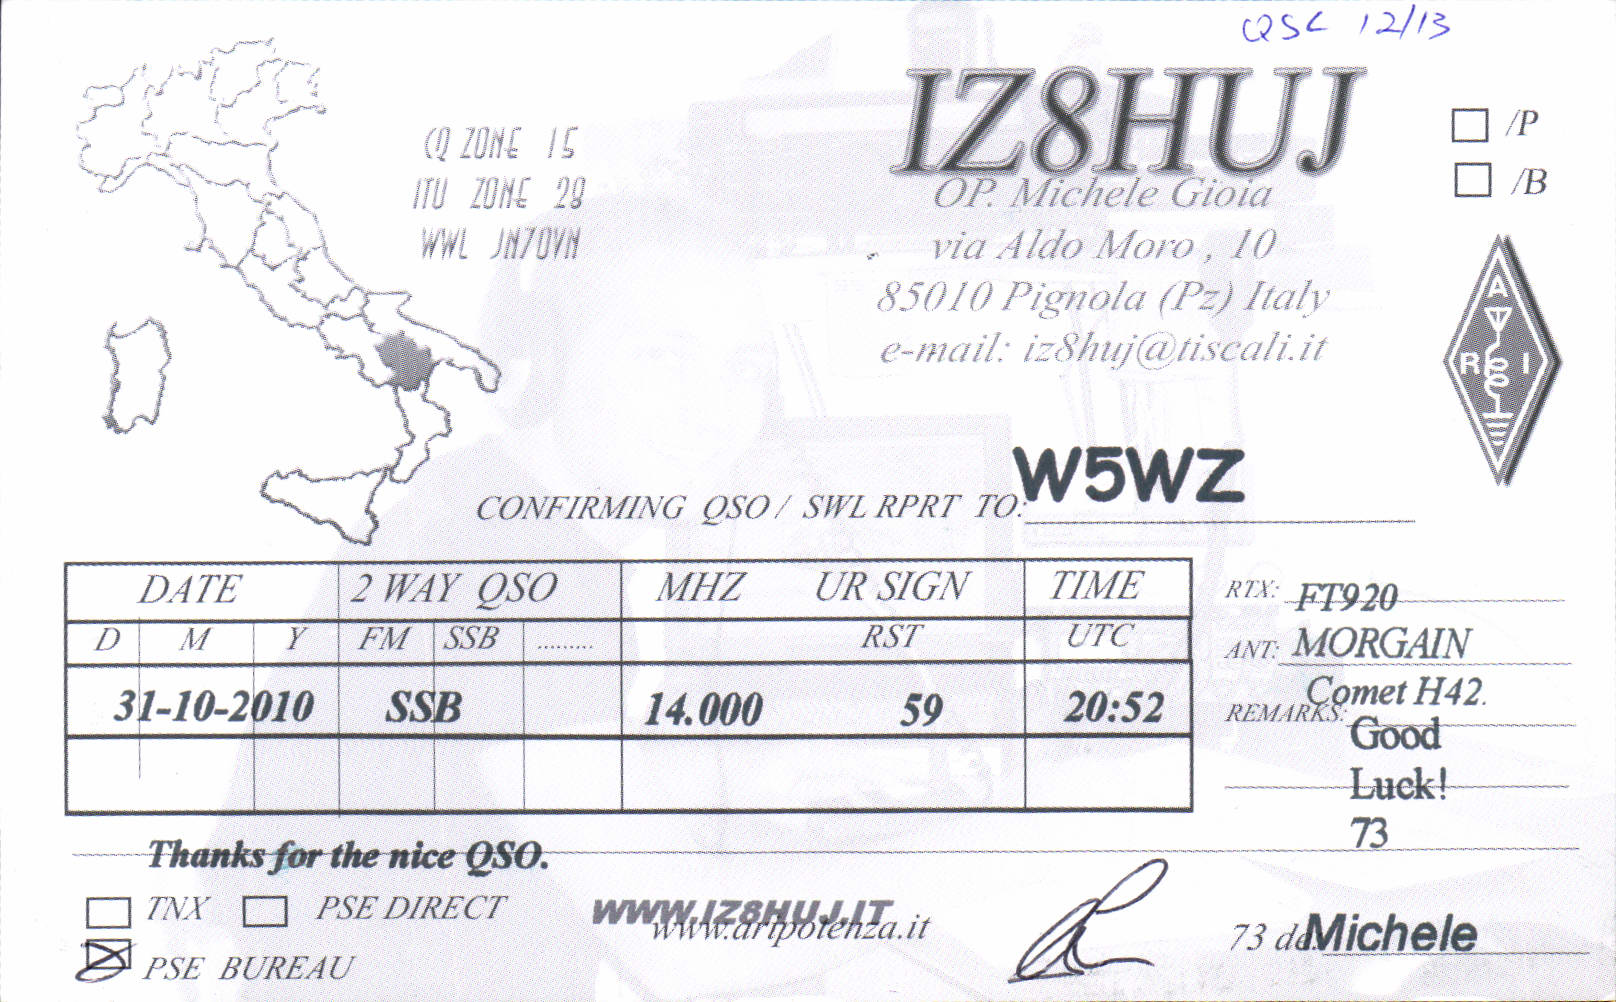 QSL 12/13
IZ8HUJ
CQ ZONE 15
ITU ZONE 28
WWL JN70VN
OP. Michele Gioia
via Aldo Moro , 10
85010 Pignola (Pz) Italy
e-mail: iz8huj@tiscali.it
/P
/B
A
R I
CONFIRMING QSO / SWL RPRT TO: W5WZ
DATE 2 WAY QSO MHZ UR SIGN TIME
D M Y FM SSB ......... RST UTC
31-10-2010 SSB 14.000 59 20:52
RTX: FT920
ANT: MORGAIN
Comet H42.
REMARKS: Good
Luck!
73
Thanks for the nice QSO.
TNX PSE DIRECT
PSE BUREAU
WWW.IZ8HUJ.IT
www.aripotenza.it
73 de Michele